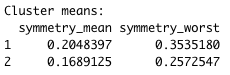 Cluster means:
  symmetry_mean symmetry_worst
1     0.2048397      0.3535180
2     0.1689125      0.2572547